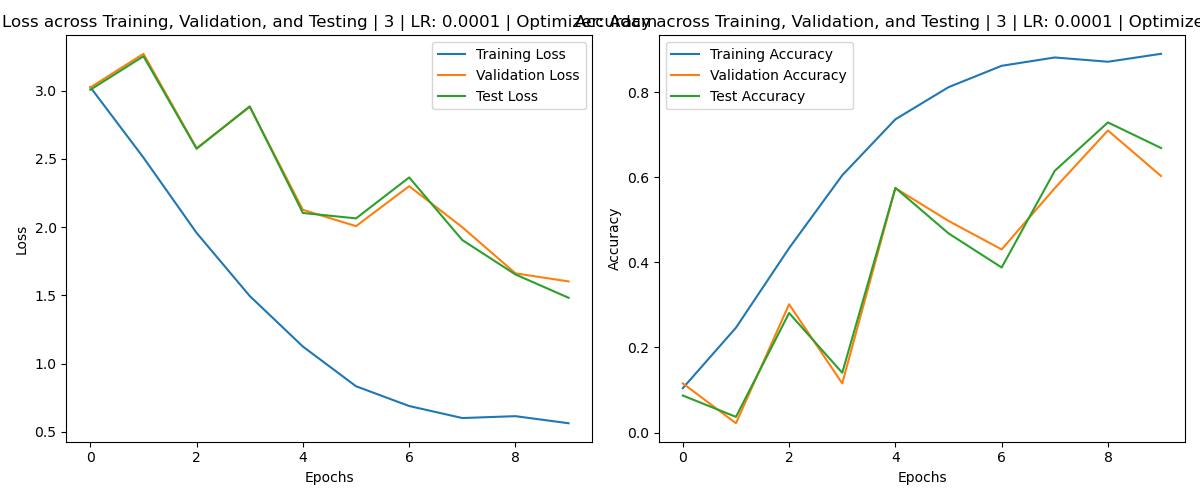 Loss across Training, Validation, and Testing | 3 | LR: 0.0001 | Optimizer: Adam
Training Loss
Validation Loss
Test Loss
3.0
2.5
2.0
1.5
1.0
0.5
Loss
0
2
4
6
8
Epochs
Accuracy across Training, Validation, and Testing | 3 | LR: 0.0001 | Optimize
Training Accuracy
Validation Accuracy
Test Accuracy
0.8
0.6
0.4
0.2
0.0
Accuracy
0
2
4
6
8
Epochs